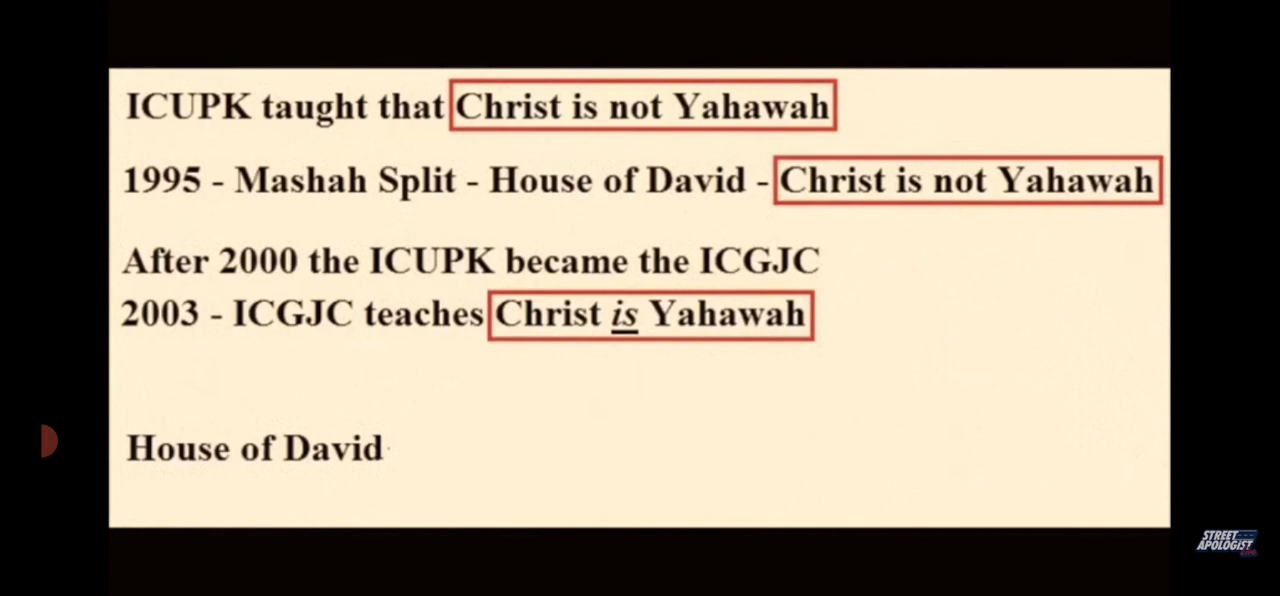 ICUPK taught that Christ is not Yahawah
1995 - Mashah Split - House of David - Christ is not Yahawah
After 2000 the ICUPK became the ICGJC
2003 - ICGJC teaches Christ is Yahawah
House of David
STREET
APOLOGIST
LIVE